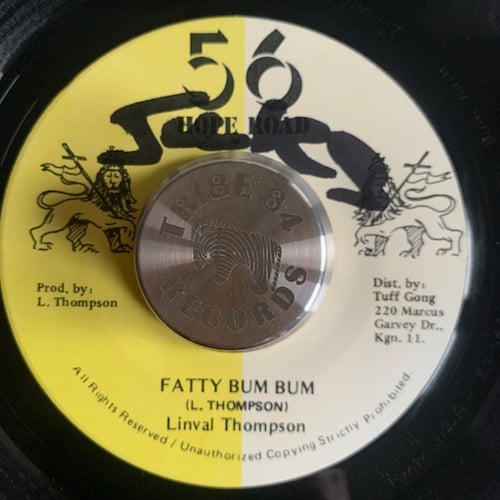 56
HOPE ROAD
TRIBE 84
RECORDS
Prod. by:
L. Thompson
Dist. by:
Tuff Gong
220 Marcus
Garvey Dr.,
Kgn. 11.
FATTY BUM BUM
(L. THOMPSON)
Linval Thompson
All Rights Reserved / Unauthorized Copying Strictly Prohibited.